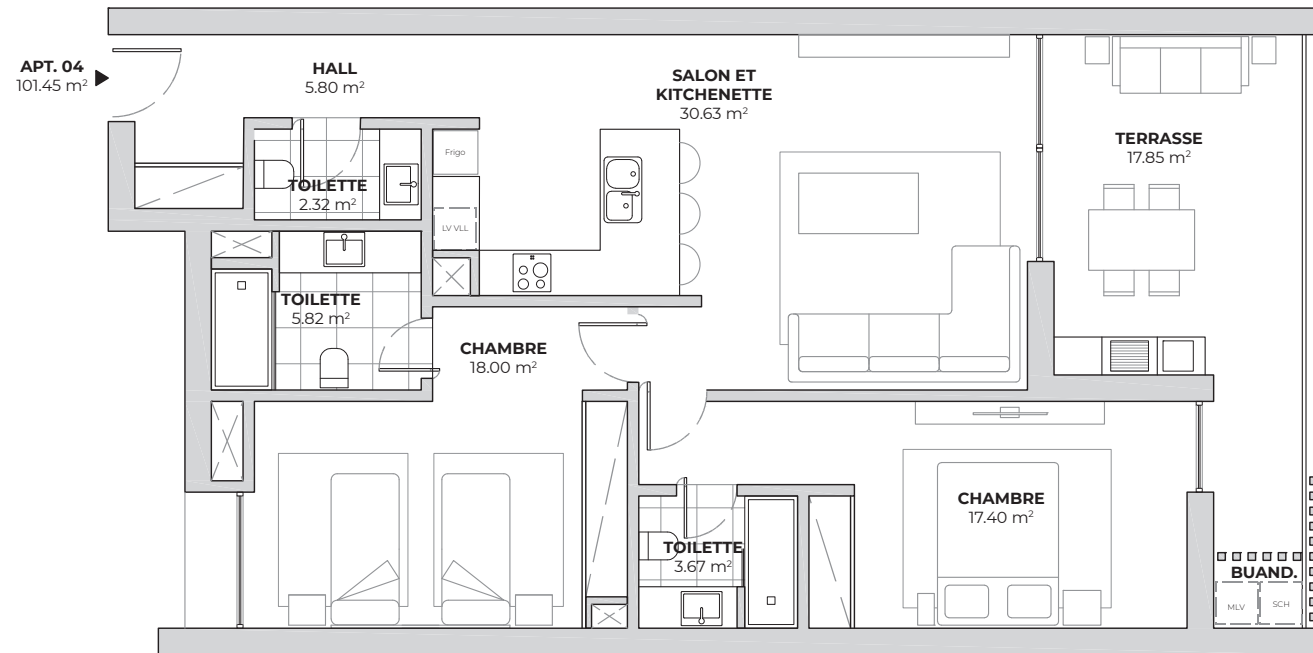 APT. 04
101.45 m²
HALL
5.80 m²
SALON ET
KITCHENETTE
30.63 m²
TERRASSE
17.85 m²
Frigo
TOILETTE
2.32 m²
LV VLL
TOILETTE
5.82 m²
CHAMBRE
18.00 m²
CHAMBRE
17.40 m²
TOILETTE
3.67 m²
BUAND.
MLV
SCH